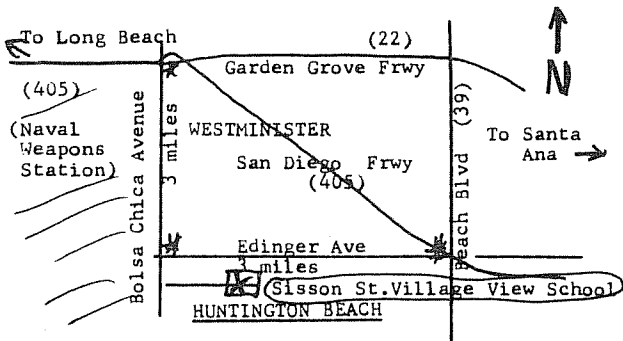 To Long Beach
(22)
Garden Grove Frwy
N
(405)
(Naval
Weapons
Station)
Bolsa Chica Avenue
3 miles
WESTMINISTER
San Diego Frwy
(405)
Beach Blvd (39)
To Santa
Ana
Edinger Ave
3 miles
Sisson St.Village View School
HUNTINGTON BEACH